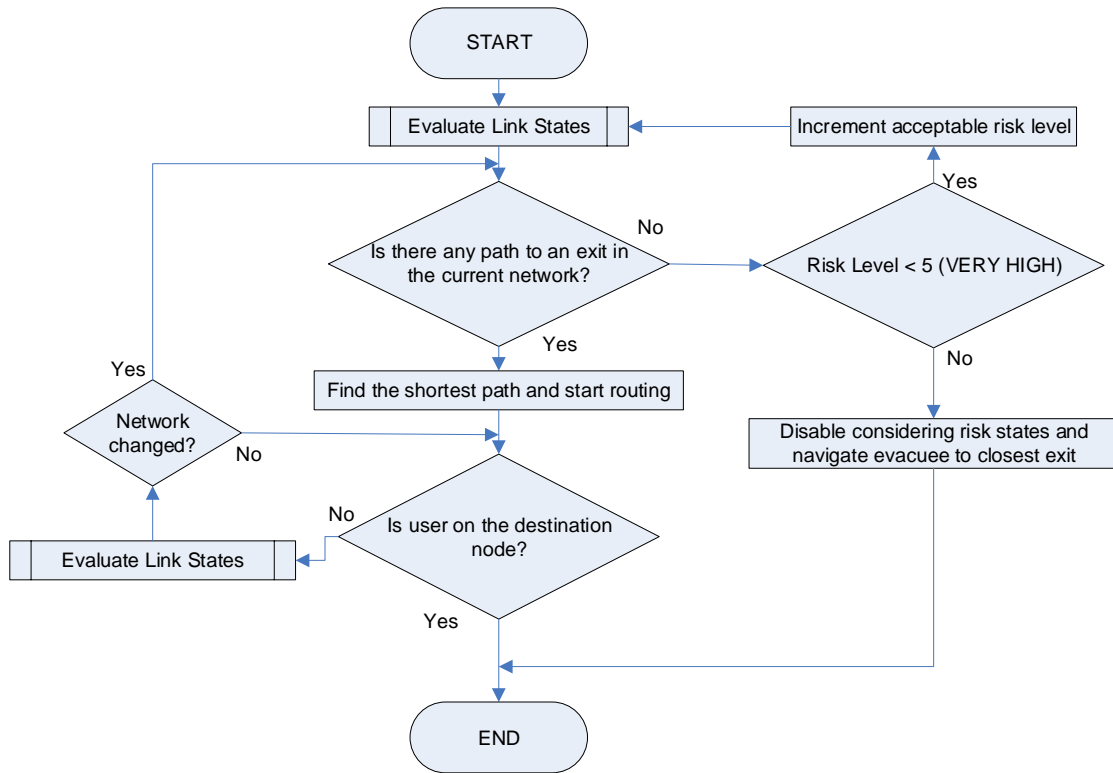 START
Evaluate Link States
Increment acceptable risk level
Yes
No
Is there any path to an exit in
the current network?
Risk Level < 5 (VERY HIGH)
Yes
No
Yes
Find the shortest path and start routing
Network
changed?
No
Disable considering risk states and
navigate evacuee to closest exit
No
Is user on the destination
node?
Evaluate Link States
Yes
END